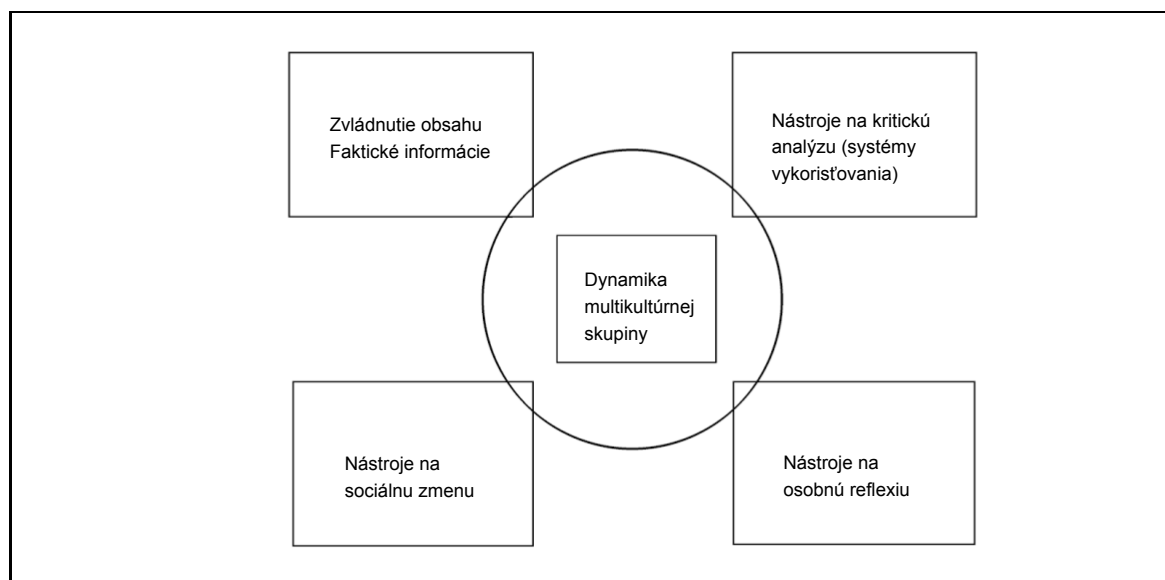 Zvládnutie obsahu
Faktické informácie
Nástroje na kritickú
analýzu (systémy
vykorisťovania)
Dynamika
multikultúrnej
skupiny
Nástroje na
sociálnu zmenu
Nástroje na
osobnú reflexiu